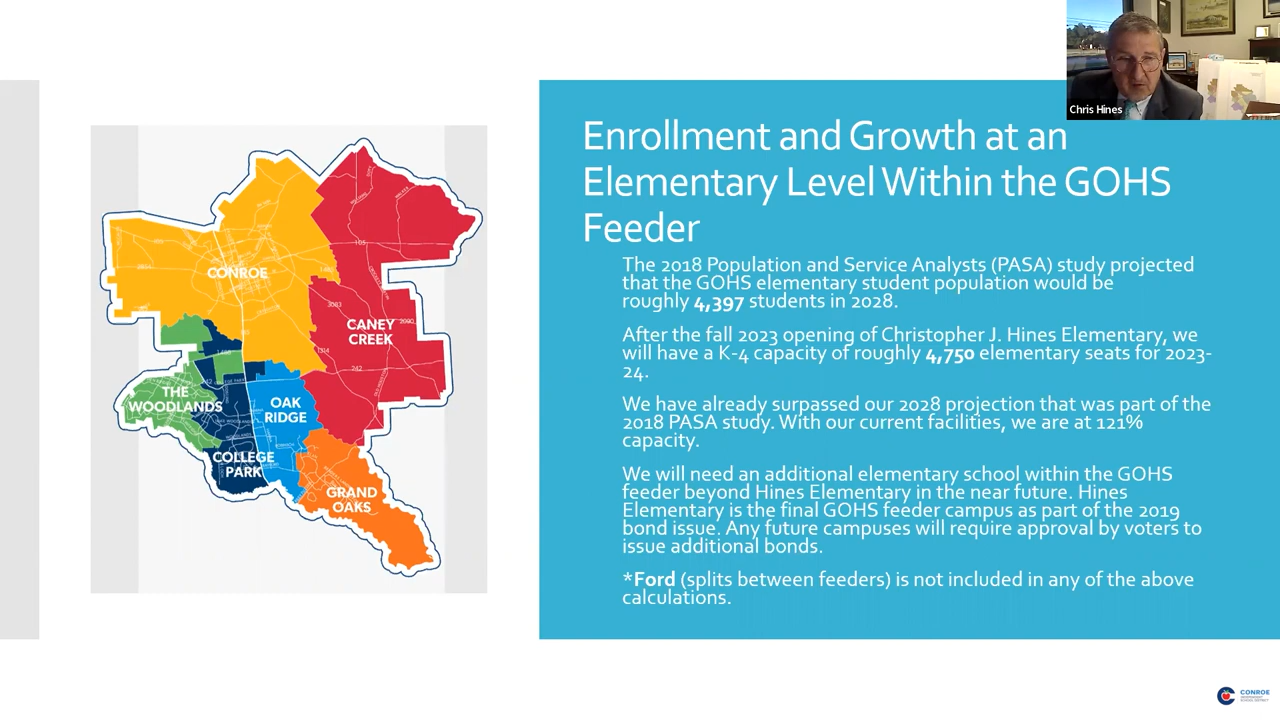 Chris Hines
Enrollment and Growth at an
Elementary Level Within the GOHS
Feeder
The 2018 Population and Service Analysts (PASA) study projected
that the GOHS elementary student population would be
roughly 4,397 students in 2028.
After the fall 2023 opening of Christopher J. Hines Elementary, we
will have a K-4 capacity of roughly 4,750 elementary seats for 2023-
24.
We have already surpassed our 2028 projection that was part of the
2018 PASA study. With our current facilities, we are at 121%
capacity.
We will need an additional elementary school within the GOHS
feeder beyond Hines Elementary in the near future. Hines
Elementary is the final GOHS feeder campus as part of the 2019
bond issue. Any future campuses will require approval by voters to
issue additional bonds.
*Ford (splits between feeders) is not included in any of the above
calculations.
CONROE
105
3083
CANEY
CREEK
2090
1314
242
THE
WOODLANDS
OAK
RIDGE
COLLEGE
PARK
GRAND
OAKS
CONROE
INDEPENDENT
SCHOOL DISTRICT